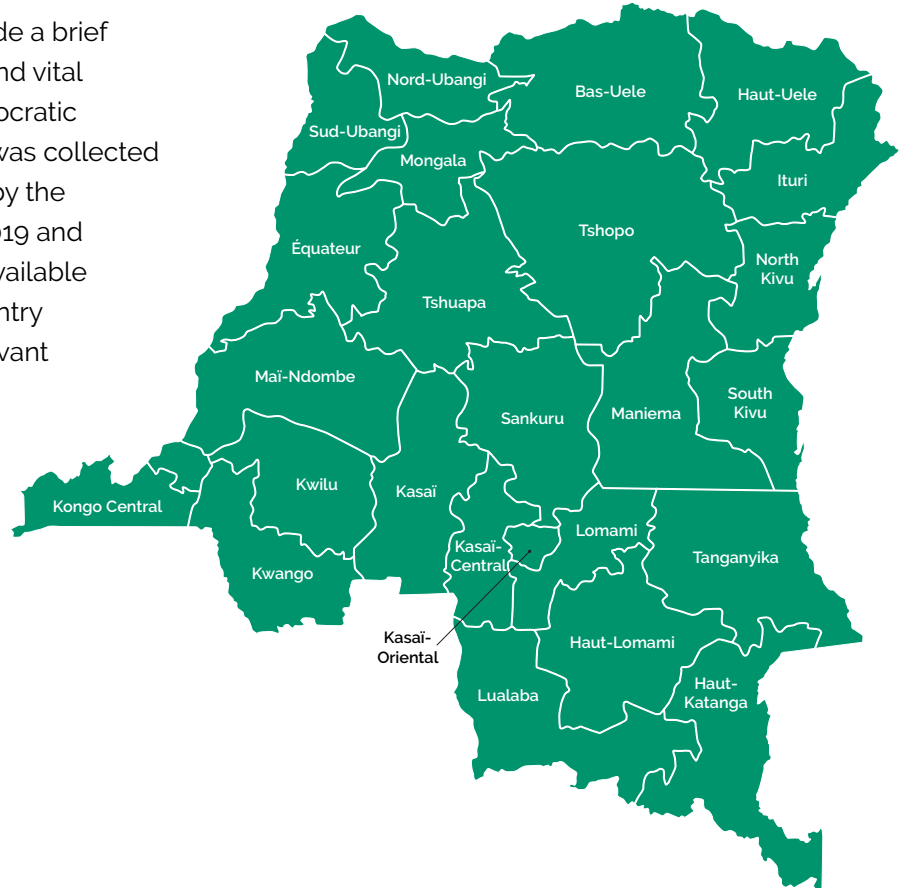 de a brief
nd vital
ocratic
was collected
by the
19 and
vailable
ntry
vant
Nord-Ubangi
Bas-Uele
Haut-Uele
Sud-Ubangi
Mongala
Ituri
Équateur
Tshopo
North
Kivu
Tshuapa
Maï-Ndombe
Sankuru
Maniema
South
Kivu
Kongo Central
Kwilu
Kasaï
Lomami
Kasaï-
Central
Tanganyika
Kwango
Kasaï-
Oriental
Haut-Lomami
Lualaba
Haut-
Katanga